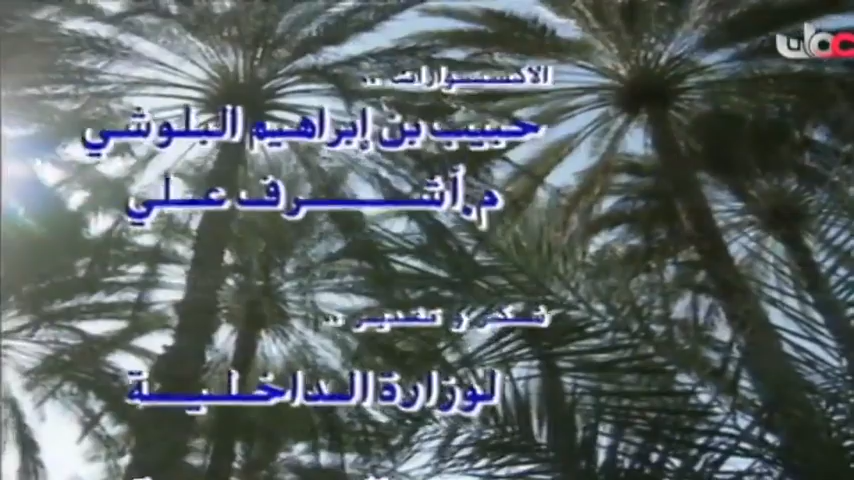 الاكسسوارات ..
حبيب بن إبراهيم البلوشي
م.أشرف علي
شكر و تقدير ..
لوزارة الداخلية